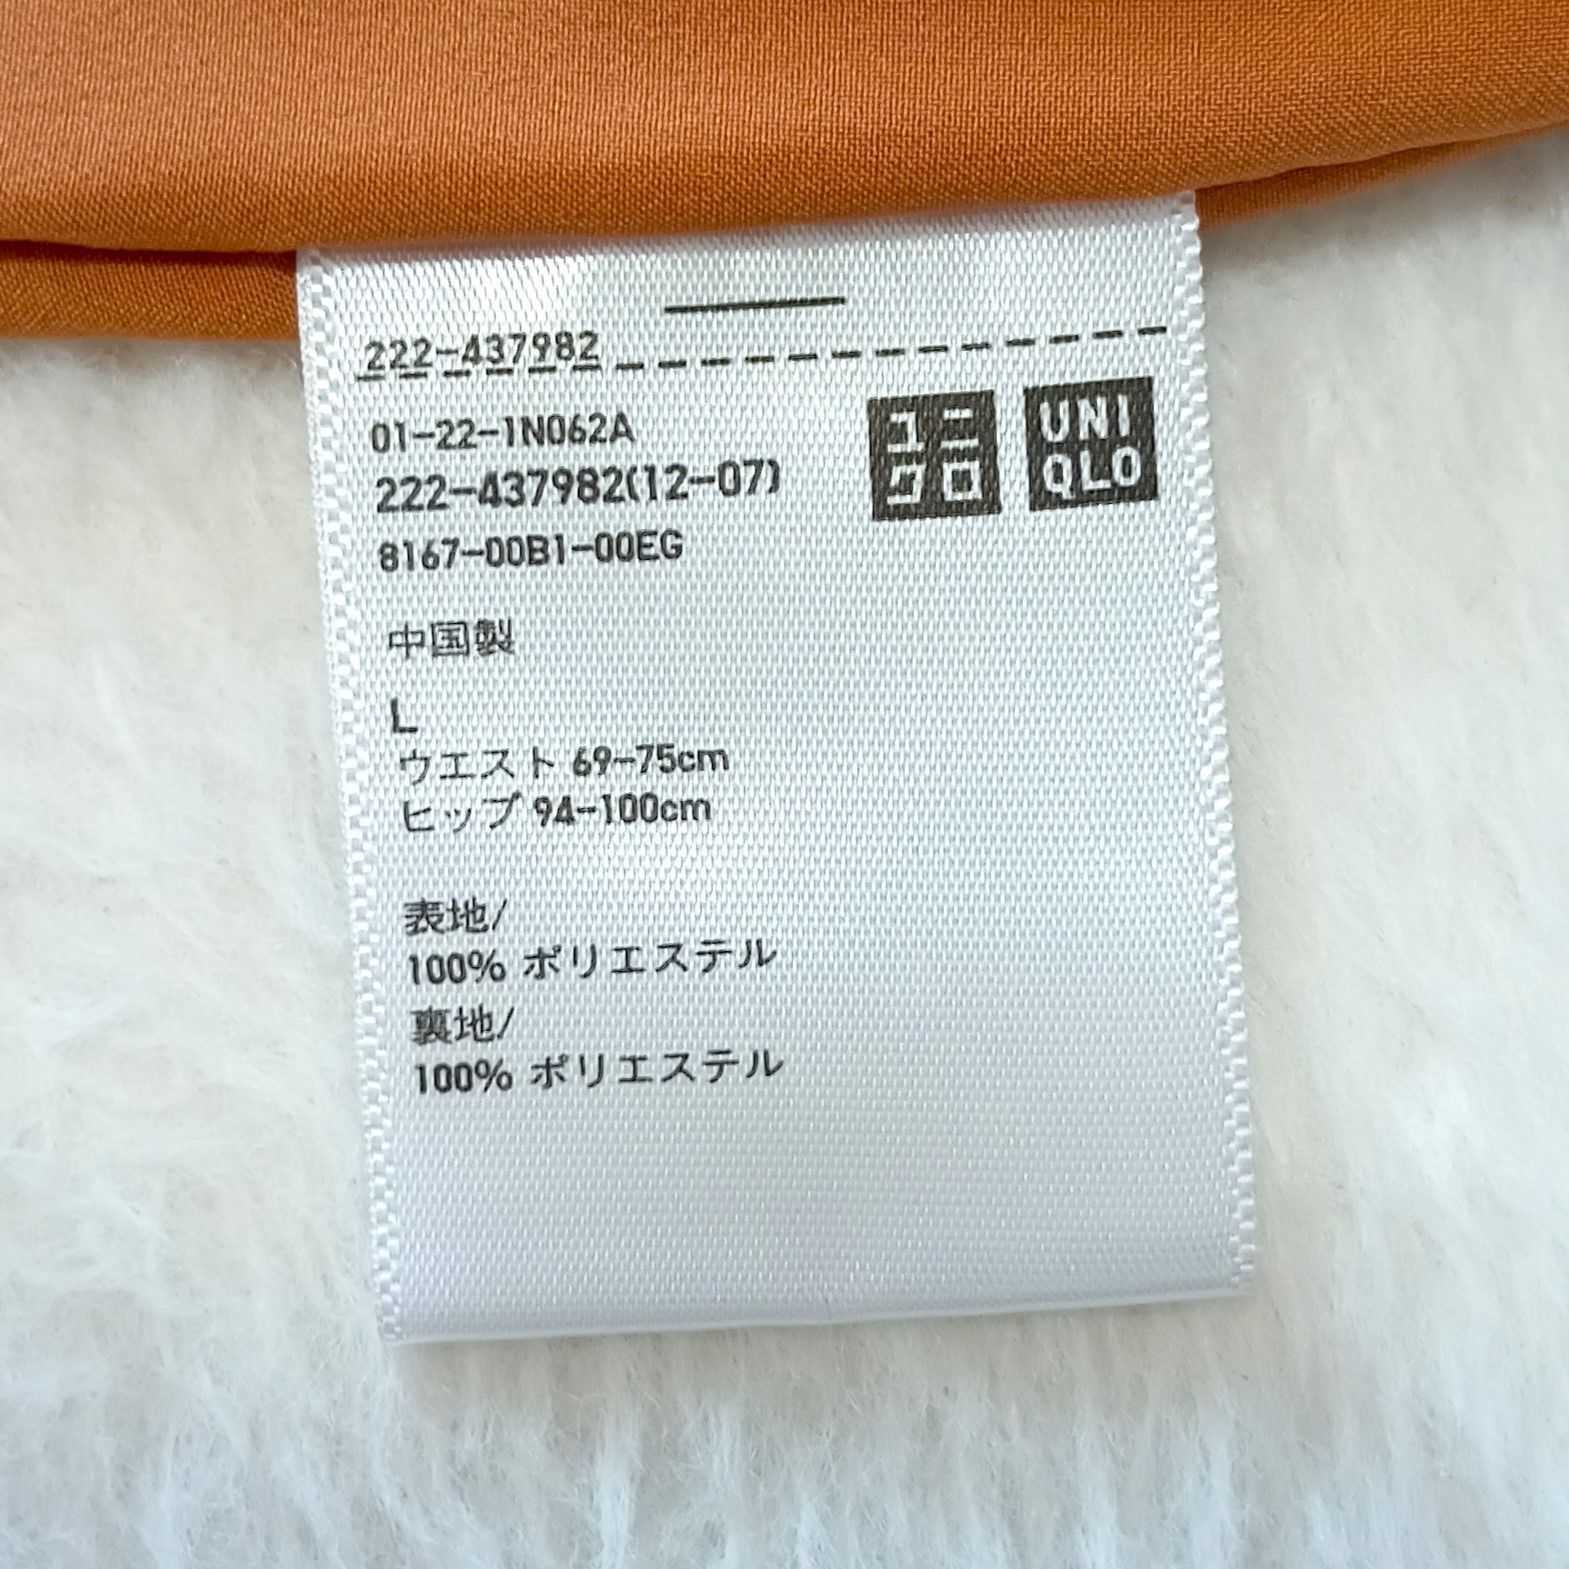 222-437982
01-22-1N062A
222-437982(12-07)
8167-00B1-00EG
ユニ
クロ
UNI
QLO
中国製
L
ウエスト 69-75cm
ヒップ 94-100cm
表地/
100% ポリエステル
裏地/
100% ポリエステル